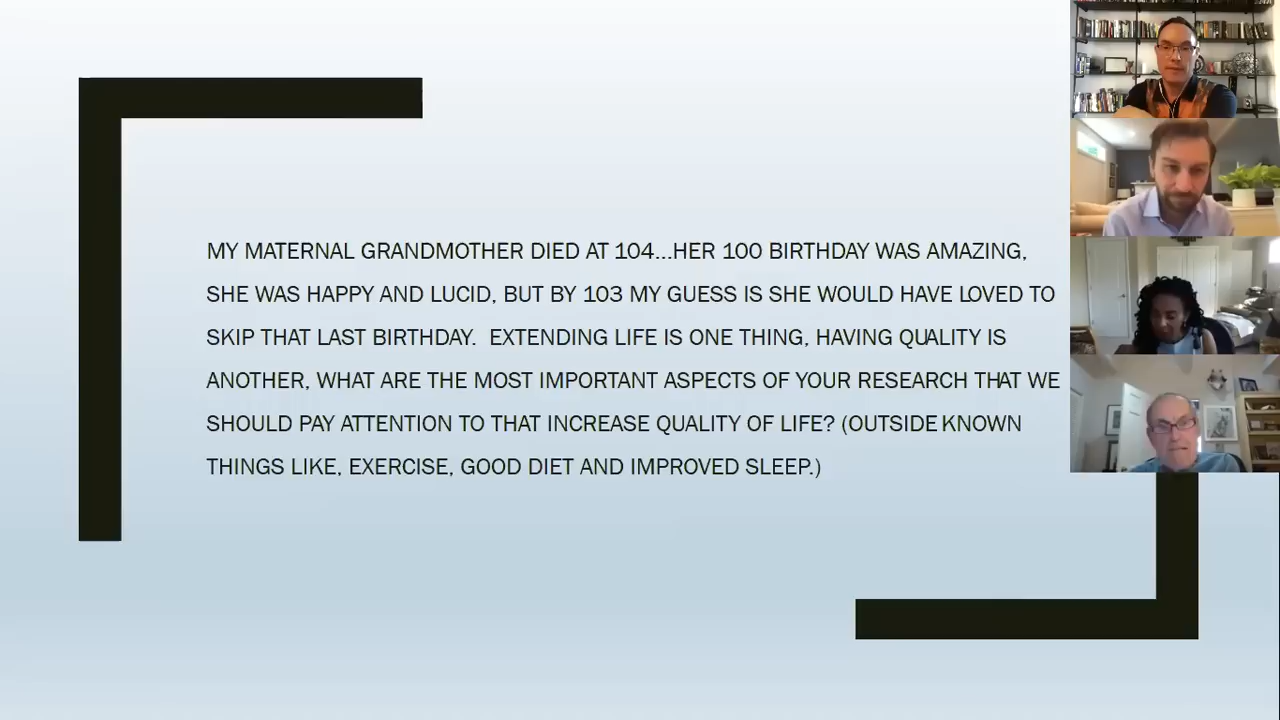 MY MATERNAL GRANDMOTHER DIED AT 104...HER 100 BIRTHDAY WAS AMAZING,
SHE WAS HAPPY AND LUCID, BUT BY 103 MY GUESS IS SHE WOULD HAVE LOVED TO
SKIP THAT LAST BIRTHDAY.  EXTENDING LIFE IS ONE THING, HAVING QUALITY IS
ANOTHER, WHAT ARE THE MOST IMPORTANT ASPECTS OF YOUR RESEARCH THAT WE
SHOULD PAY ATTENTION TO THAT INCREASE QUALITY OF LIFE? (OUTSIDE KNOWN
THINGS LIKE, EXERCISE, GOOD DIET AND IMPROVED SLEEP.)